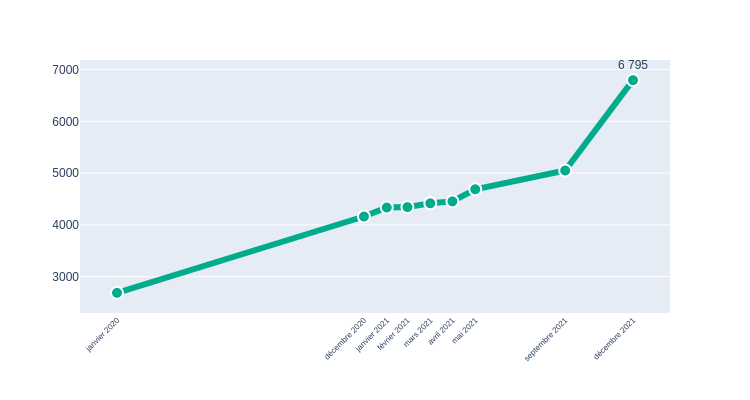 6 795
7000
6000
5000
4000
3000
janvier 2020
décembre 2020
janvier 2021
février 2021
mars 2021
avril 2021
mai 2021
septembre 2021
décembre 2021